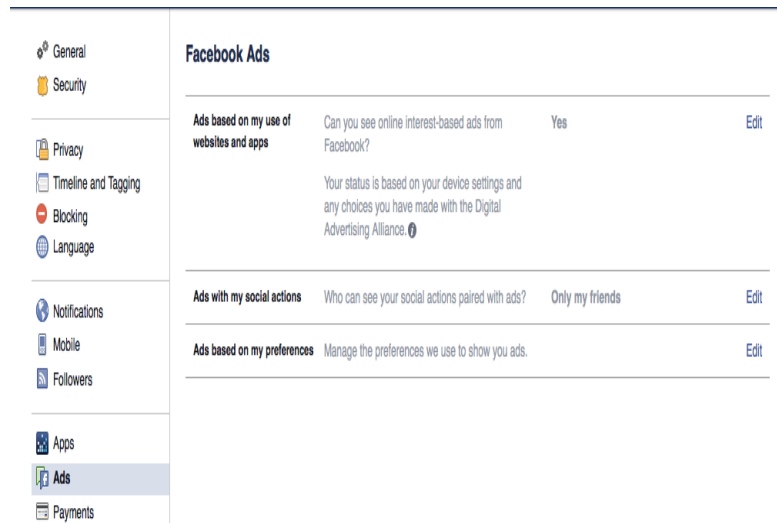 General
Security
Privacy
Timeline and Tagging
Blocking
Language
Notifications
Mobile
Followers
Apps
Ads
Payments
Facebook Ads
Ads based on my use of
websites and apps
Can you see online interest-based ads from
Facebook?
Your status is based on your device settings and
any choices you have made with the Digital
Advertising Alliance.
Yes
Edit
Ads with my social actions
Who can see your social actions paired with ads?
Only my friends
Edit
Ads based on my preferences
Manage the preferences we use to show you ads.
Edit